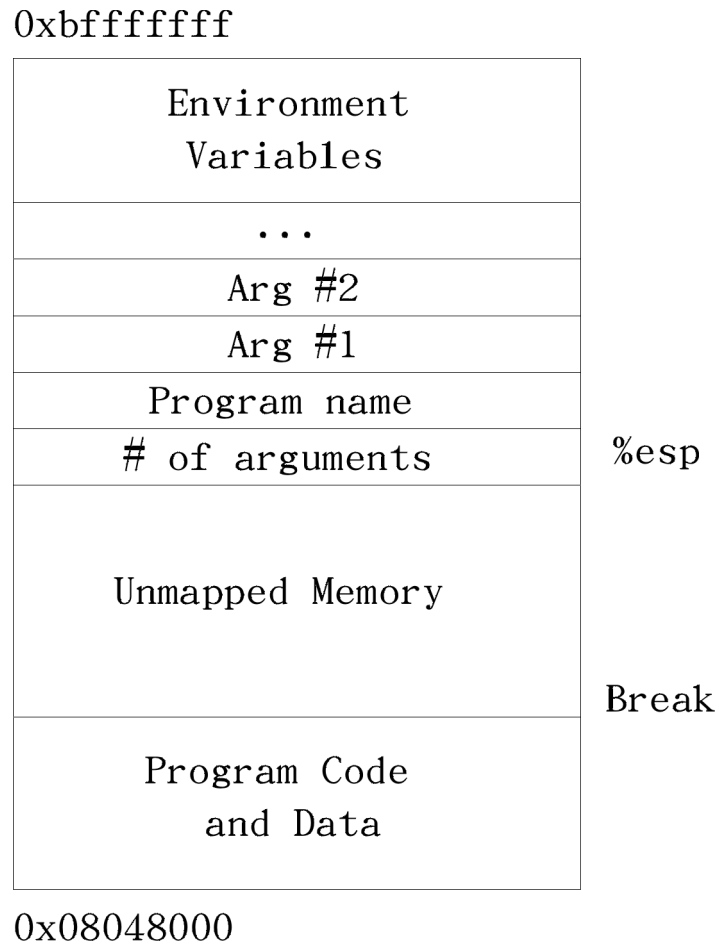 0xbfffffff
Environment
Variables
...
Arg #2
Arg #1
Program name
# of arguments
%esp
Unmapped Memory
Break
Program Code
and Data
0x08048000